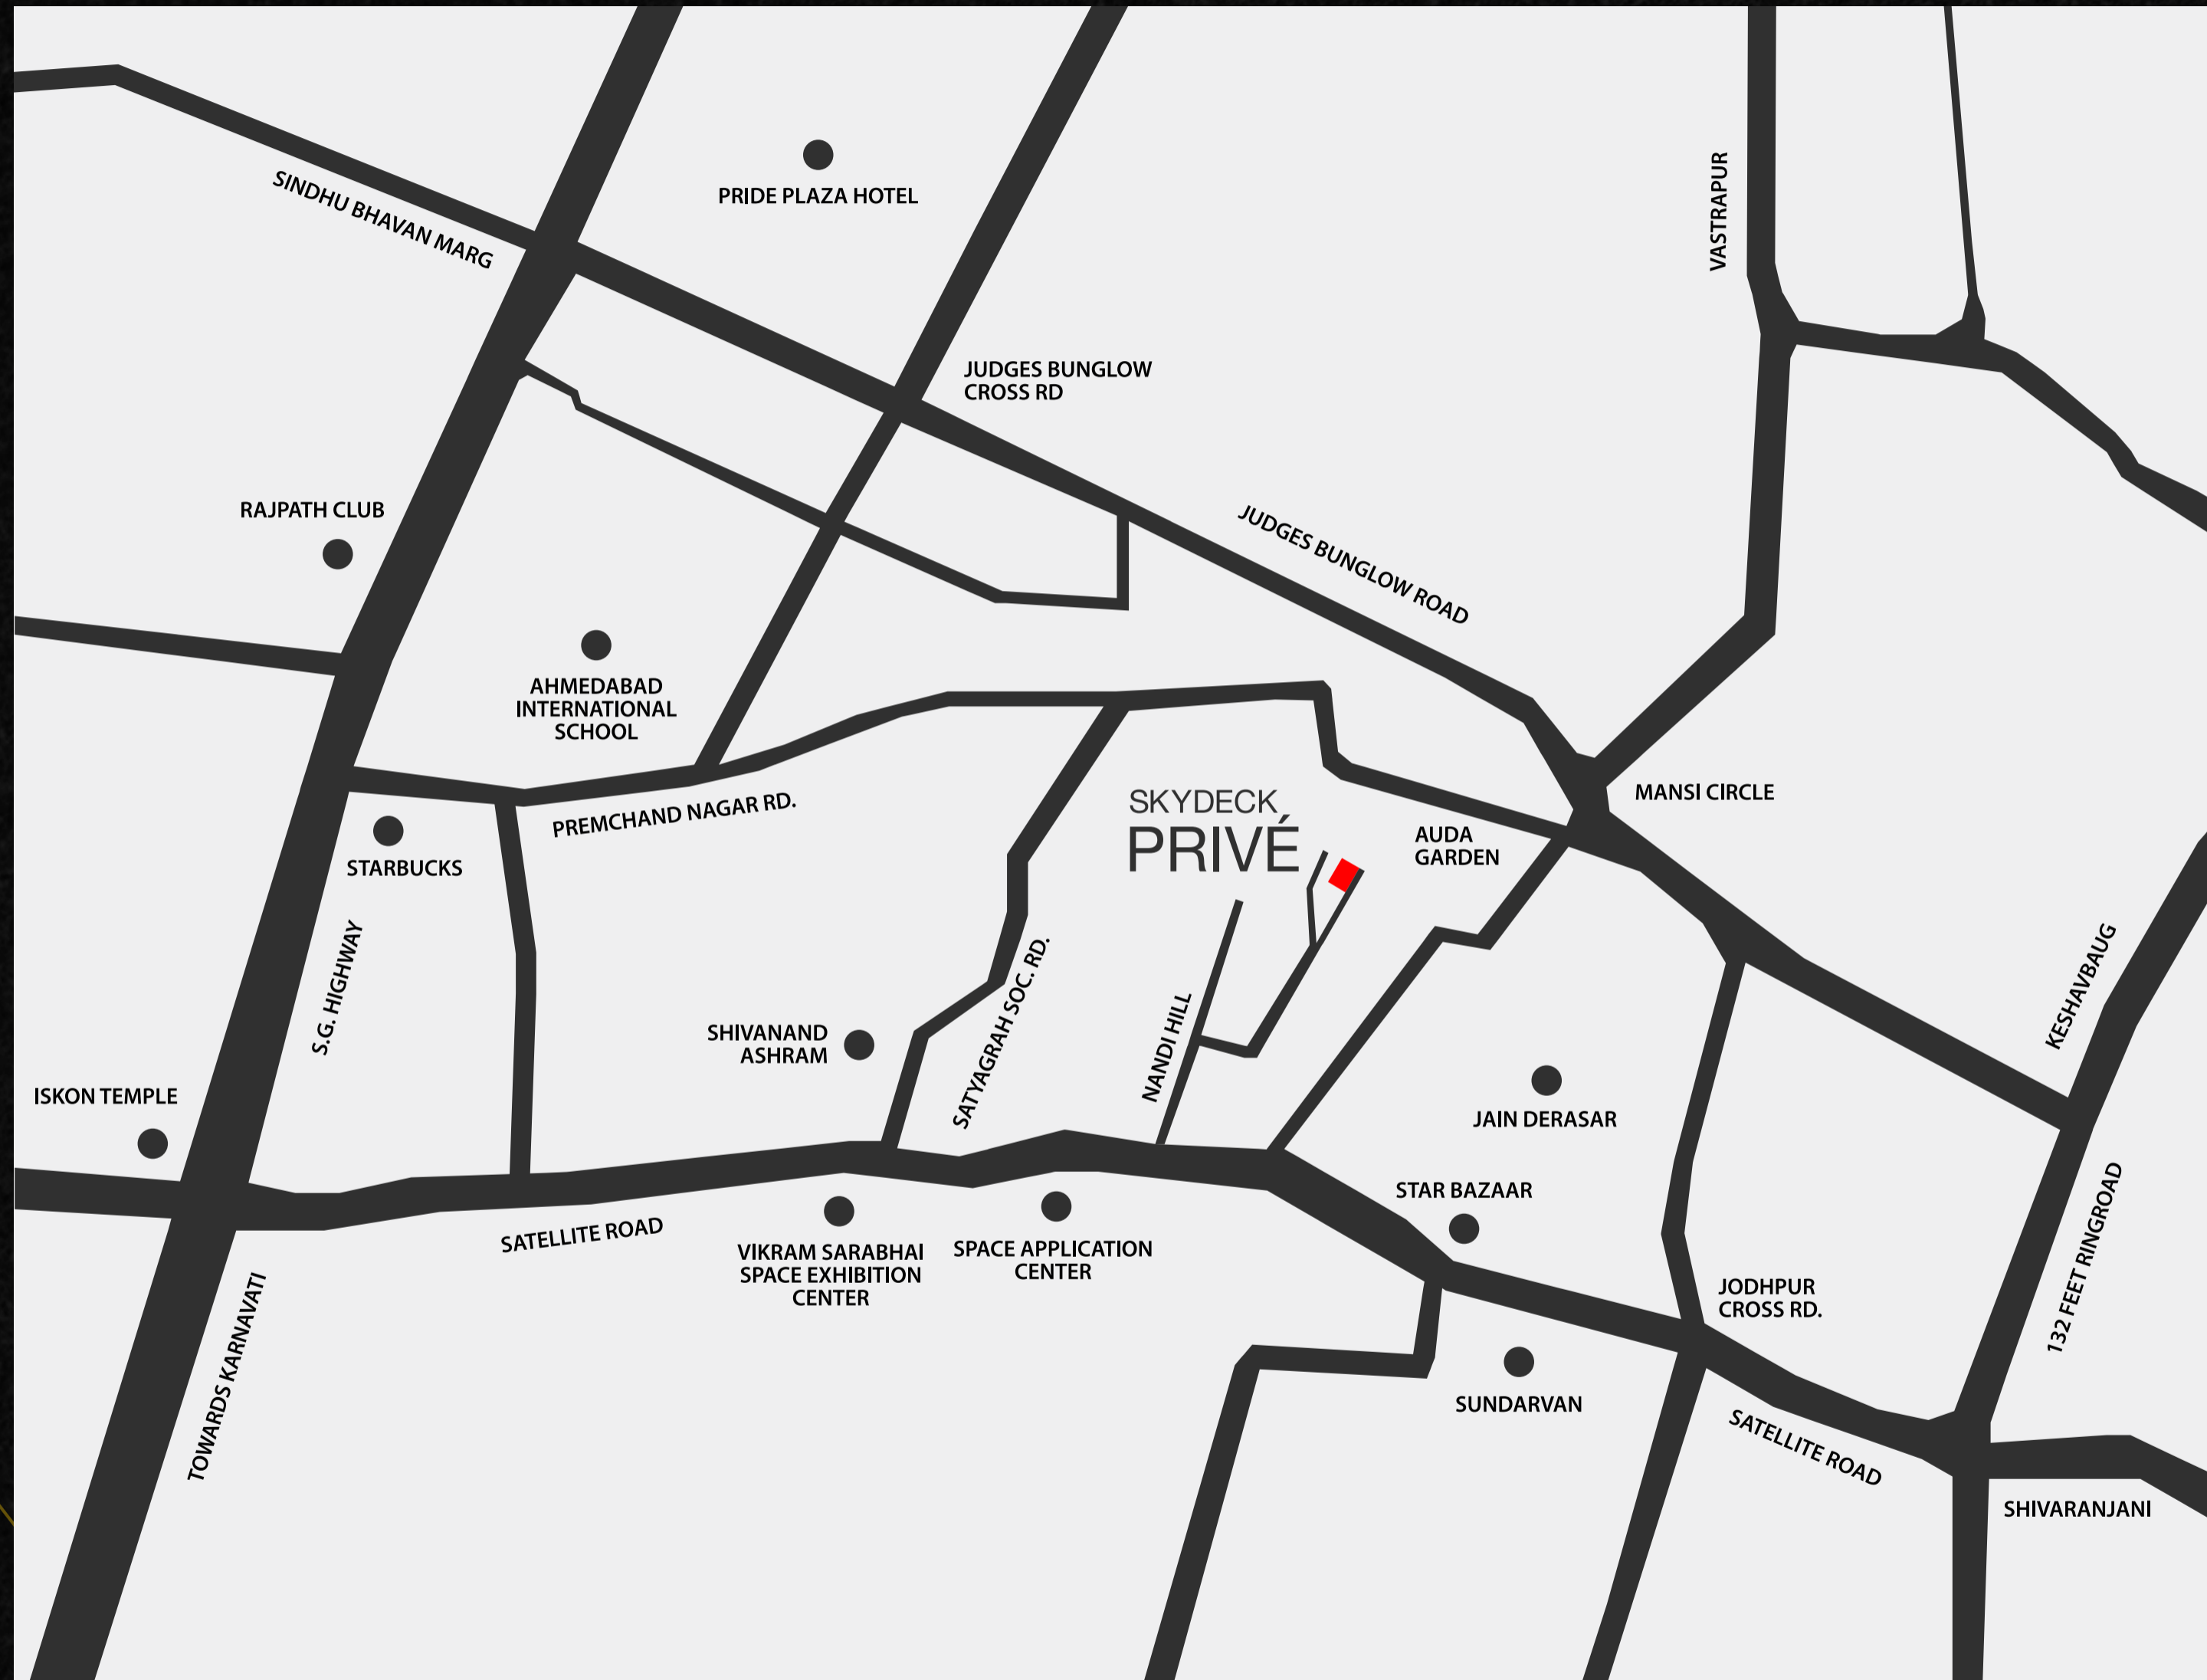 PRIDE PLAZA HOTEL
VASTRAPUR
SINDHU BHAVAN MARG
JUDGES BUNGLOW
CROSS RD
RAJPATH CLUB
JUDGES BUNGLOW ROAD
AHMEDABAD
INTERNATIONAL
SCHOOL
MANSI CIRCLE
SKYDECK
PRIVÉ
PREMCHAND NAGAR RD.
AUDA
GARDEN
STARBUCKS
S.G. HIGHWAY
SATYAGRAH SOC. RD.
KESHAVBAUG
NANDI HILL
SHIVANAND
ASHRAM
ISKON TEMPLE
JAIN DERASAR
STAR BAZAAR
132 FEET RINGROAD
SATELLITE ROAD
VIKRAM SARABHAI
SPACE EXHIBITION
CENTER
SPACE APPLICATION
CENTER
JODHPUR
CROSS RD.
TOWARDS KARNAVATI
SUNDARVAN
SATELLITE ROAD
SHIVARANJANI